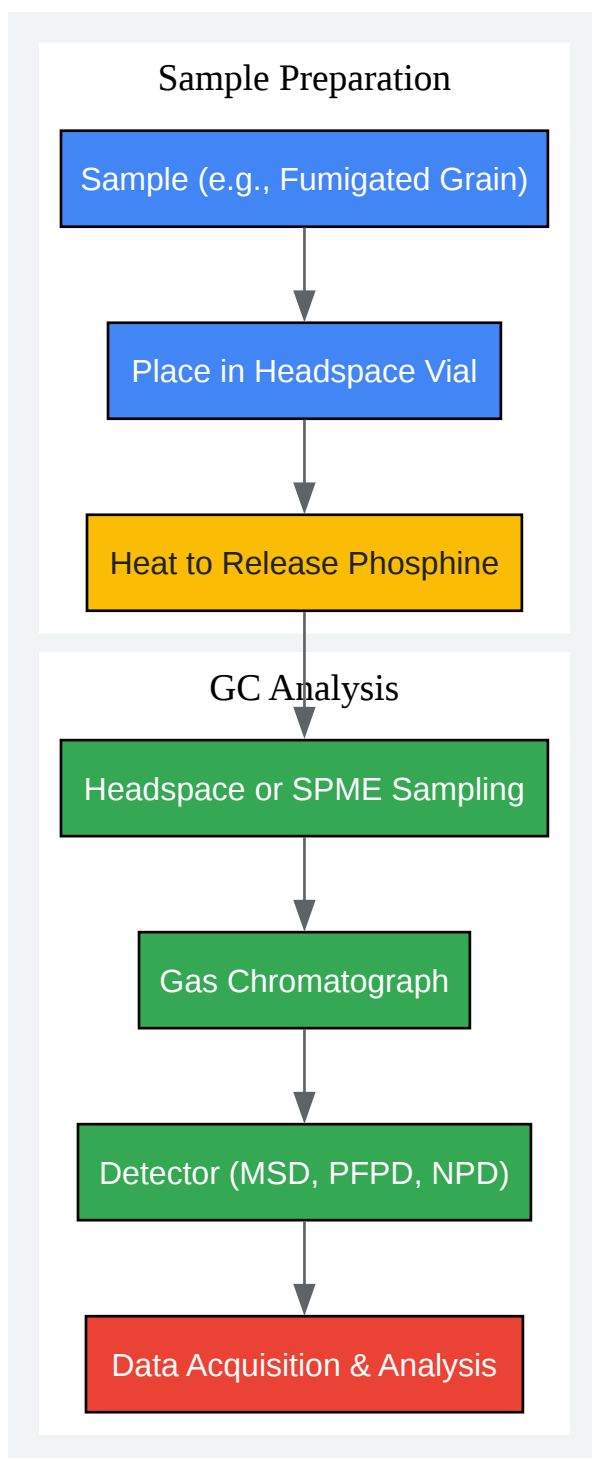 Sample Preparation
Sample (e.g., Fumigated Grain)
Place in Headspace Vial
Heat to Release Phosphine
GC Analysis
Headspace or SPME Sampling
Gas Chromatograph
Detector (MSD, PFPD, NPD)
Data Acquisition & Analysis